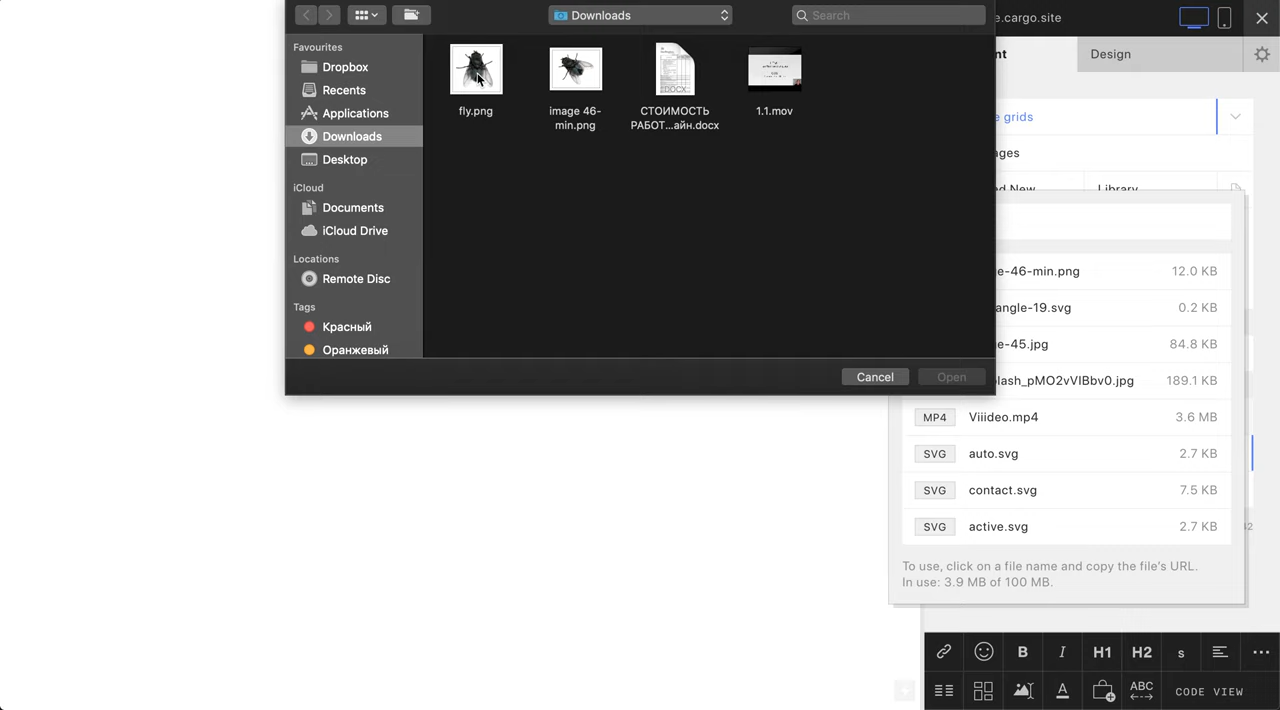 Downloads
Search
e.cargo.site
Favourites
Dropbox
Recents
Applications
Downloads
Desktop
iCloud
Documents
iCloud Drive
Locations
Remote Disc
Tags
Красный
Оранжевый
fly.png
image 46-
min.png
СТОИМОСТЬ
РАБОТ...айн.docx
DOCX
1.1.mov
Cancel
Open
nt
Design
e grids
ages
nd New
Library
e-46-min.png 12.0 KB
angle-19.svg 0.2 KB
e-45.jpg 84.8 KB
lash_pMO2vVIBbv0.jpg 189.1 KB
MP4 Viiideo.mp4 3.6 MB
SVG auto.svg 2.7 KB
SVG contact.svg 7.5 KB
SVG active.svg 2.7 KB
To use, click on a file name and copy the file's URL.
In use: 3.9 MB of 100 MB.
B I H1 H2 s
A ABC CODE VIEW